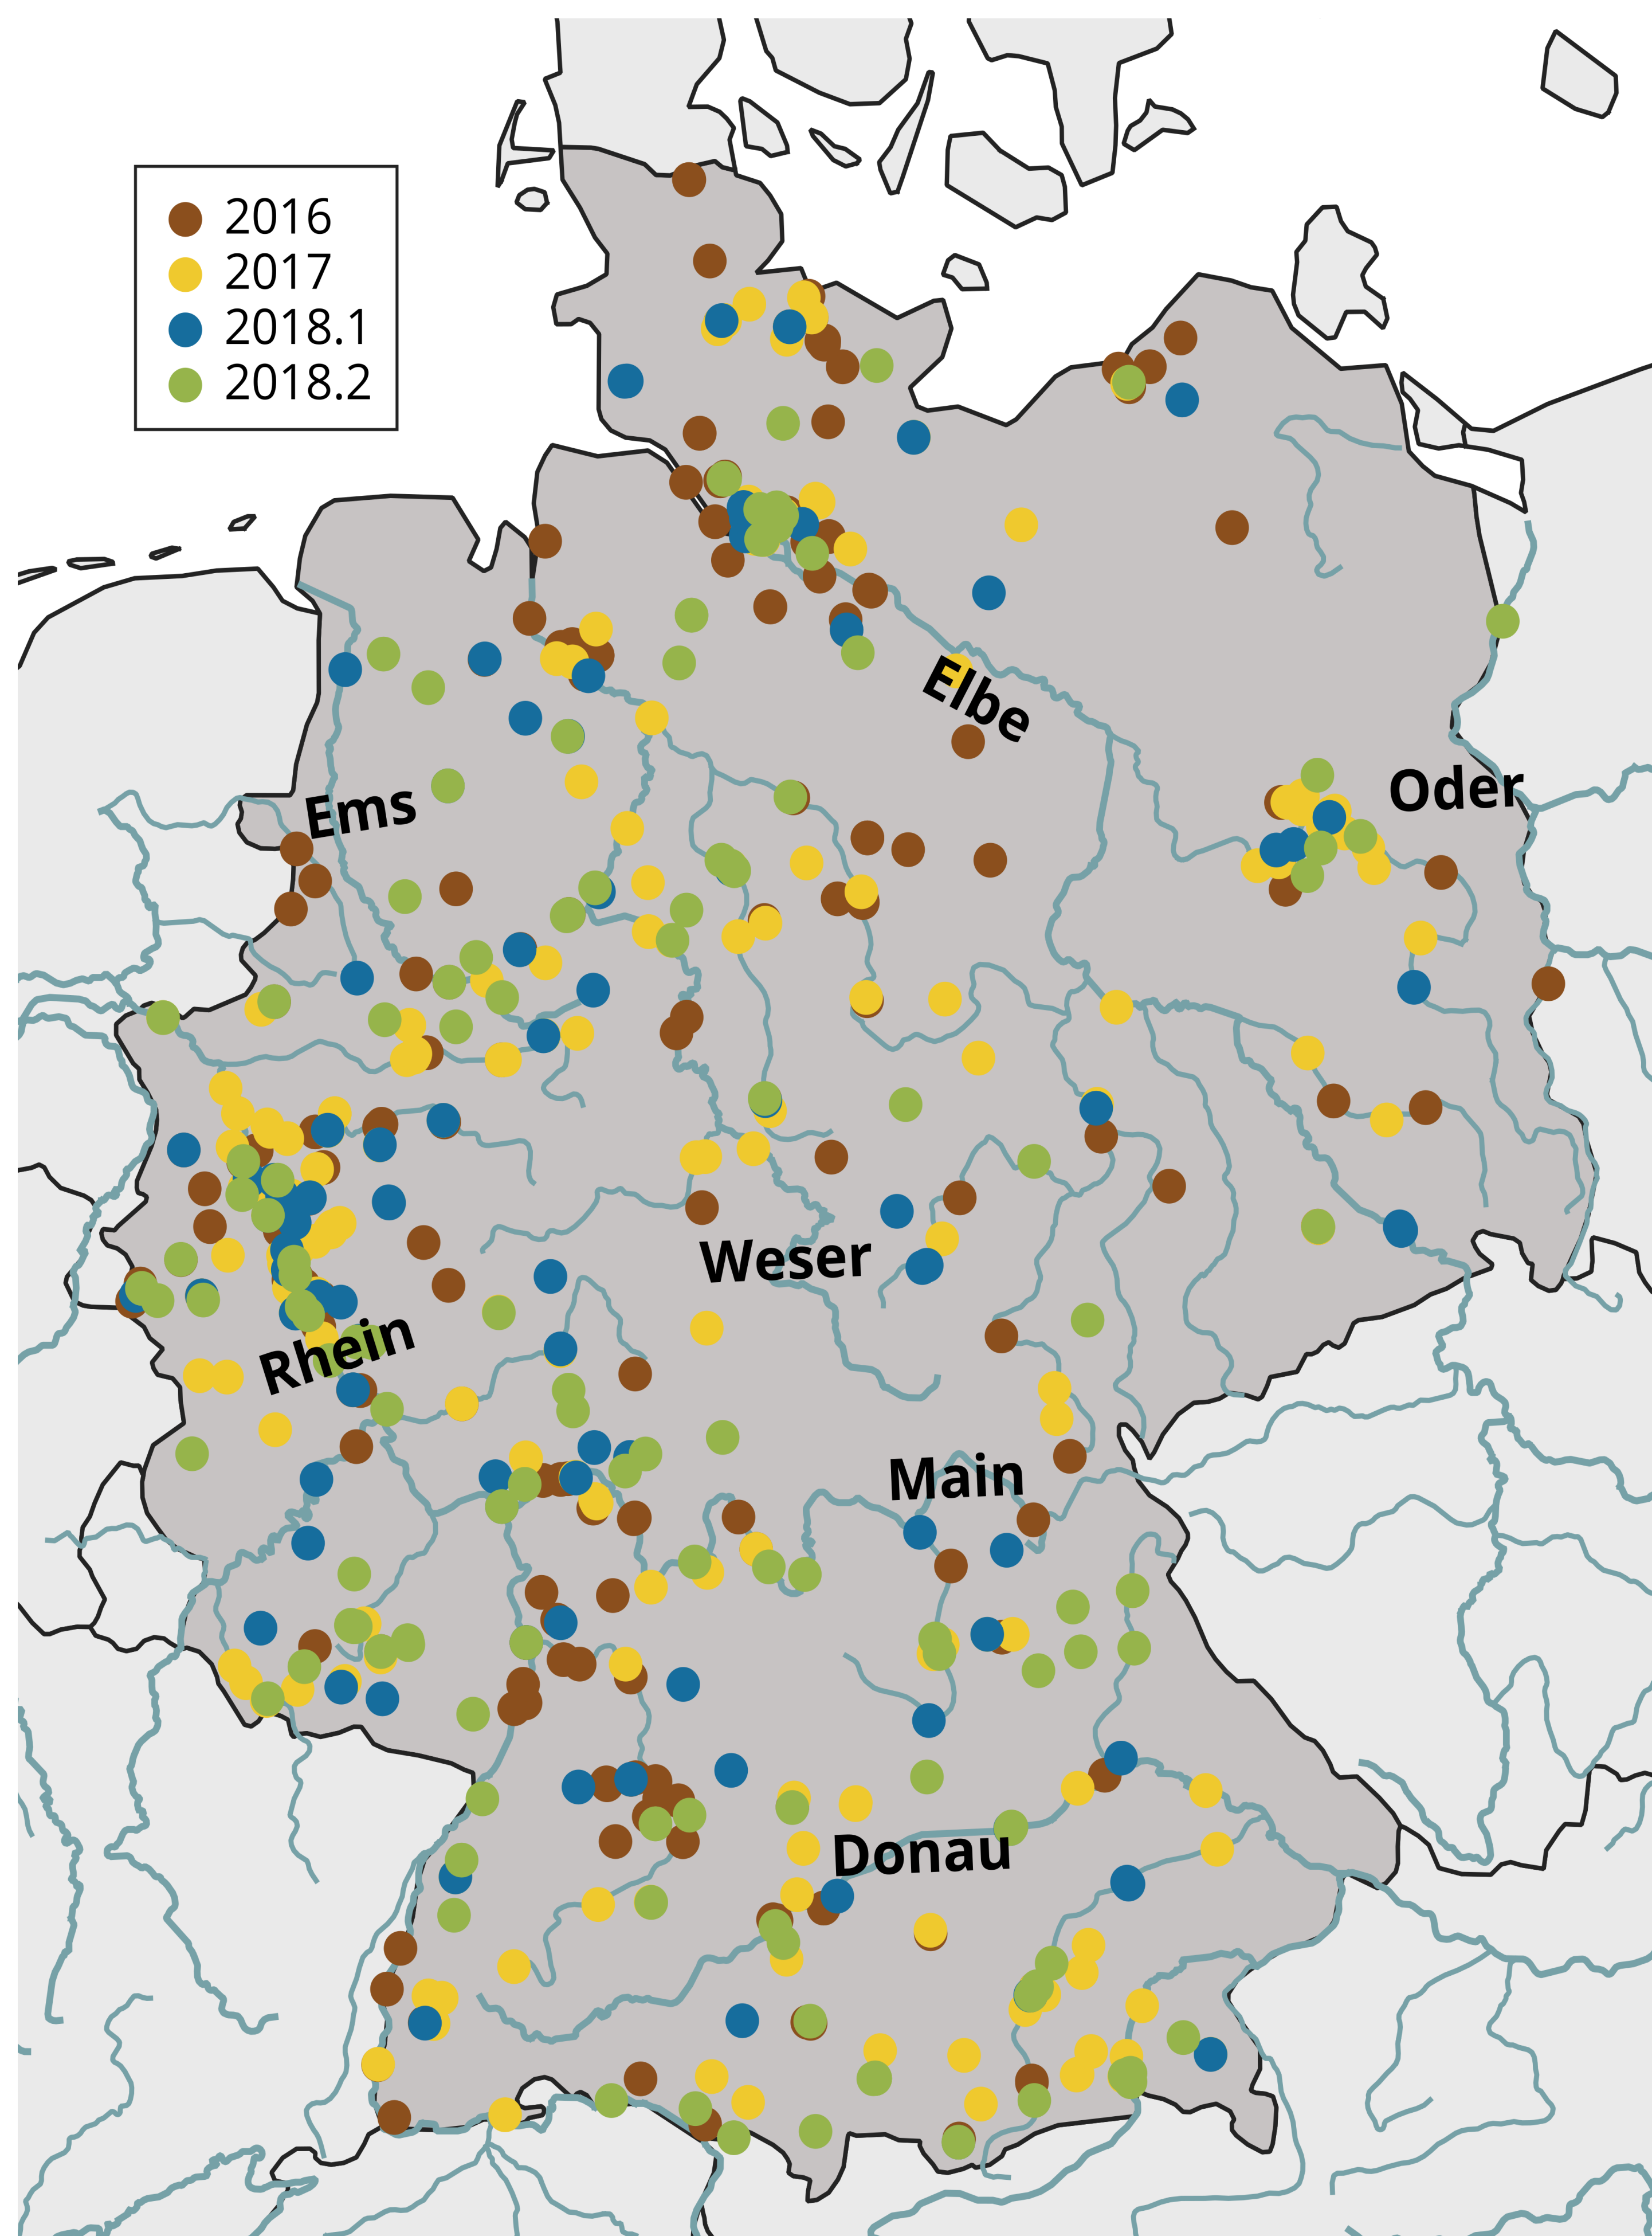 2016
2017
2018.1
2018.2
Elbe
Oder
Ems
Weser
Rhein
Main
Donau